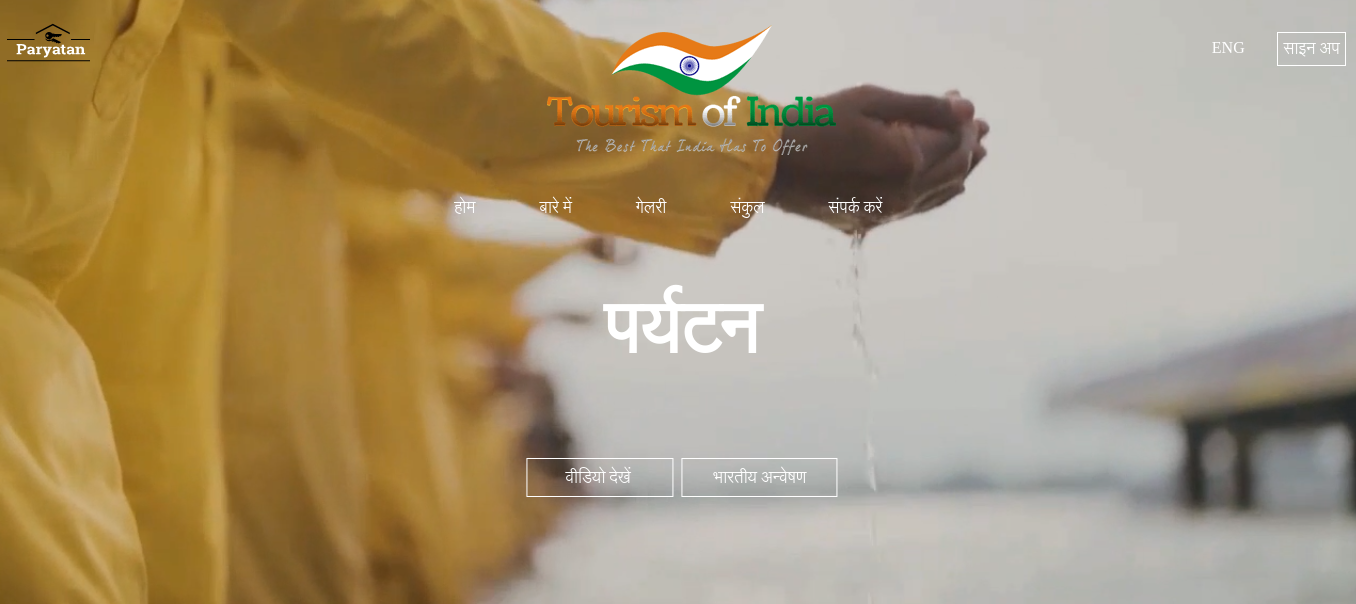 Paryatan
ENG
साइन अप
Tourism of India
The Best That India Has To Offer
होम
बारे में
गेलरी
संकुल
संपर्क करें
पर्यटन
वीडियो देखें
भारतीय अन्वेषण